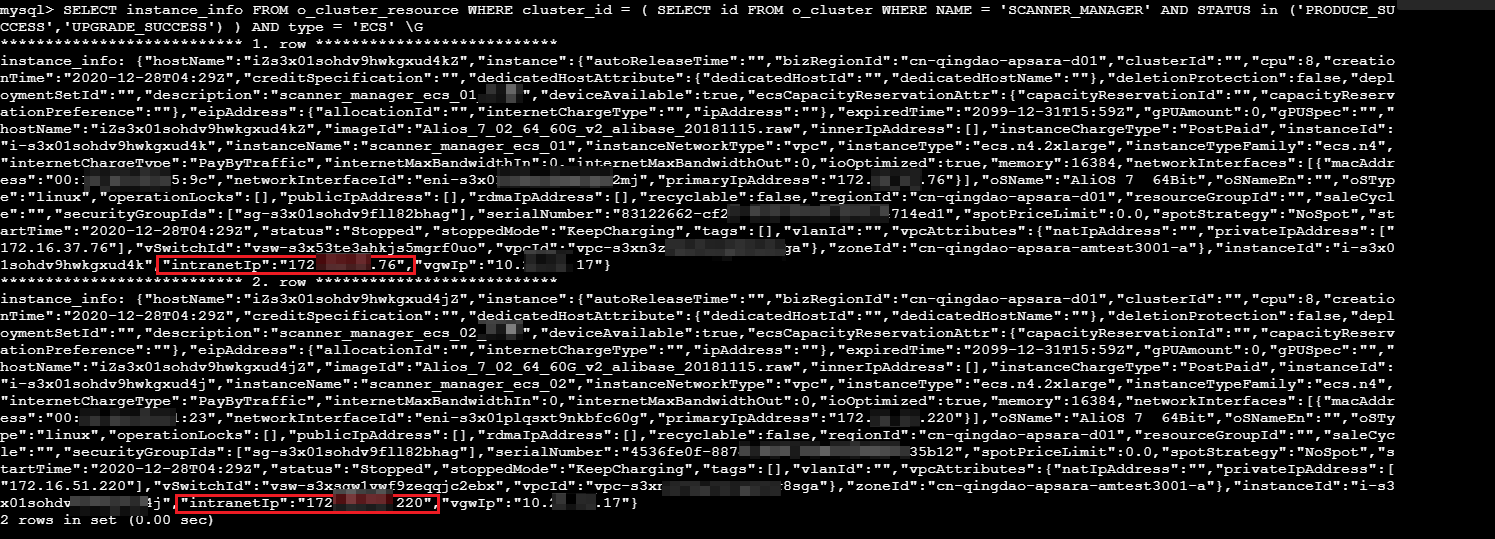 mysql> SELECT instance_info FROM o_cluster_resource WHERE cluster_id = ( SELECT id FROM o_cluster WHERE NAME = 'SCANNER_MANAGER' AND STATUS in ('PRODUCE_SU
CCESS','UPGRADE_SUCCESS') ) AND type = 'ECS' \G
*************************** 1. row ***************************
instance_info: {"hostName":"iZs3x01sohdv9hwkgxud4kZ","instance":{"autoReleaseTime":"","bizRegionId":"cn-qingdao-apsara-d01","clusterId":"","cpu":8,"creatio
nTime":"2020-12-28T04:29Z","creditSpecification":"","dedicatedHostAttribute":{"dedicatedHostId":"","dedicatedHostName":""},"deletionProtection":false,"depl
oymentSetId":"","description":"scanner_manager_ecs_01 ","deviceAvailable":true,"ecsCapacityReservationAttr":{"capacityReservationId":"","capacityReserv
ationPreference":""},"eipAddress":{"allocationId":"","internetChargeType":"","ipAddress":""},"expiredTime":"2099-12-31T15:59Z","gPUAmount":0,"gPUSpec":"","
hostName":"iZs3x01sohdv9hwkgxud4kZ","imageId":"Alios_7_02_64_60G_v2_alibase_20181115.raw","innerIpAddress":[],"instanceChargeType":"PostPaid","instanceId":
"i-s3x01sohdv9hwkgxud4k","instanceName":"scanner_manager_ecs_01","instanceNetworkType":"vpc","instanceType":"ecs.n4.2xlarge","instanceTypeFamily":"ecs.n4",
"internetChargeType":"PayByTraffic","internetMaxBandwidthIn":0,"internetMaxBandwidthOut":0,"ioOptimized":true,"memory":16384,"networkInterfaces":[{"macAddr
ess":"00: 5:9c","networkInterfaceId":"eni-s3x0 2mj","primaryIpAddress":"172. .76"}],"oSName":"AliOS 7  64Bit","oSNameEn":"","oSTyp
e":"linux","operationLocks":[],"publicIpAddress":[],"rdmaIpAddress":[],"recyclable":false,"regionId":"cn-qingdao-apsara-d01","resourceGroupId":"","saleCycl
e":"","securityGroupIds":["sg-s3x01sohdv9fll82bhag"],"serialNumber":"83122662-cf2 714ed1","spotPriceLimit":0.0,"spotStrategy":"NoSpot","st
artTime":"2020-12-28T04:29Z","status":"Stopped","stoppedMode":"KeepCharging","tags":[],"vlanId":"","vpcAttributes":{"natIpAddress":"","privateIpAddress":["
172.16.37.76"],"vSwitchId":"vsw-s3x53te3ahkjs5mgrf0uo","vpcId":"vpc-s3xn3z ga"},"zoneId":"cn-qingdao-apsara-amtest3001-a"},"instanceId":"i-s3x0
1sohdv9hwkgxud4k","intranetIp":"172 .76","vgwIp":"10. 17"}
*************************** 2. row ***************************
instance_info: {"hostName":"iZs3x01sohdv9hwkgxud4jZ","instance":{"autoReleaseTime":"","bizRegionId":"cn-qingdao-apsara-d01","clusterId":"","cpu":8,"creatio
nTime":"2020-12-28T04:29Z","creditSpecification":"","dedicatedHostAttribute":{"dedicatedHostId":"","dedicatedHostName":""},"deletionProtection":false,"depl
oymentSetId":"","description":"scanner_manager_ecs_02 ","deviceAvailable":true,"ecsCapacityReservationAttr":{"capacityReservationId":"","capacityReserv
ationPreference":""},"eipAddress":{"allocationId":"","internetChargeType":"","ipAddress":""},"expiredTime":"2099-12-31T15:59Z","gPUAmount":0,"gPUSpec":"","
hostName":"iZs3x01sohdv9hwkgxud4jZ","imageId":"Alios_7_02_64_60G_v2_alibase_20181115.raw","innerIpAddress":[],"instanceChargeType":"PostPaid","instanceId":
"i-s3x01sohdv9hwkgxud4j","instanceName":"scanner_manager_ecs_02","instanceNetworkType":"vpc","instanceType":"ecs.n4.2xlarge","instanceTypeFamily":"ecs.n4",
"internetChargeType":"PayByTraffic","internetMaxBandwidthIn":0,"internetMaxBandwidthOut":0,"ioOptimized":true,"memory":16384,"networkInterfaces":[{"macAddr
ess":"00: 1:23","networkInterfaceId":"eni-s3x01plqsxt9nkbfc60g","primaryIpAddress":"172. .220"}],"oSName":"AliOS 7  64Bit","oSNameEn":"","oSTy
pe":"linux","operationLocks":[],"publicIpAddress":[],"rdmaIpAddress":[],"recyclable":false,"regionId":"cn-qingdao-apsara-d01","resourceGroupId":"","saleCyc
le":"","securityGroupIds":["sg-s3x01sohdv9fll82bhag"],"serialNumber":"4536fe0f-887 35b12","spotPriceLimit":0.0,"spotStrategy":"NoSpot","s
tartTime":"2020-12-28T04:29Z","status":"Stopped","stoppedMode":"KeepCharging","tags":[],"vlanId":"","vpcAttributes":{"natIpAddress":"","privateIpAddress":[
"172.16.51.220"],"vSwitchId":"vsw-s3xsgwlvwf9zeqqjc2ebx","vpcId":"vpc-s3x 8sga"},"zoneId":"cn-qingdao-apsara-amtest3001-a"},"instanceId":"i-s3
x01sohdv 4j","intranetIp":"172 220","vgwIp":"10.2 .17"}
2 rows in set (0.00 sec)